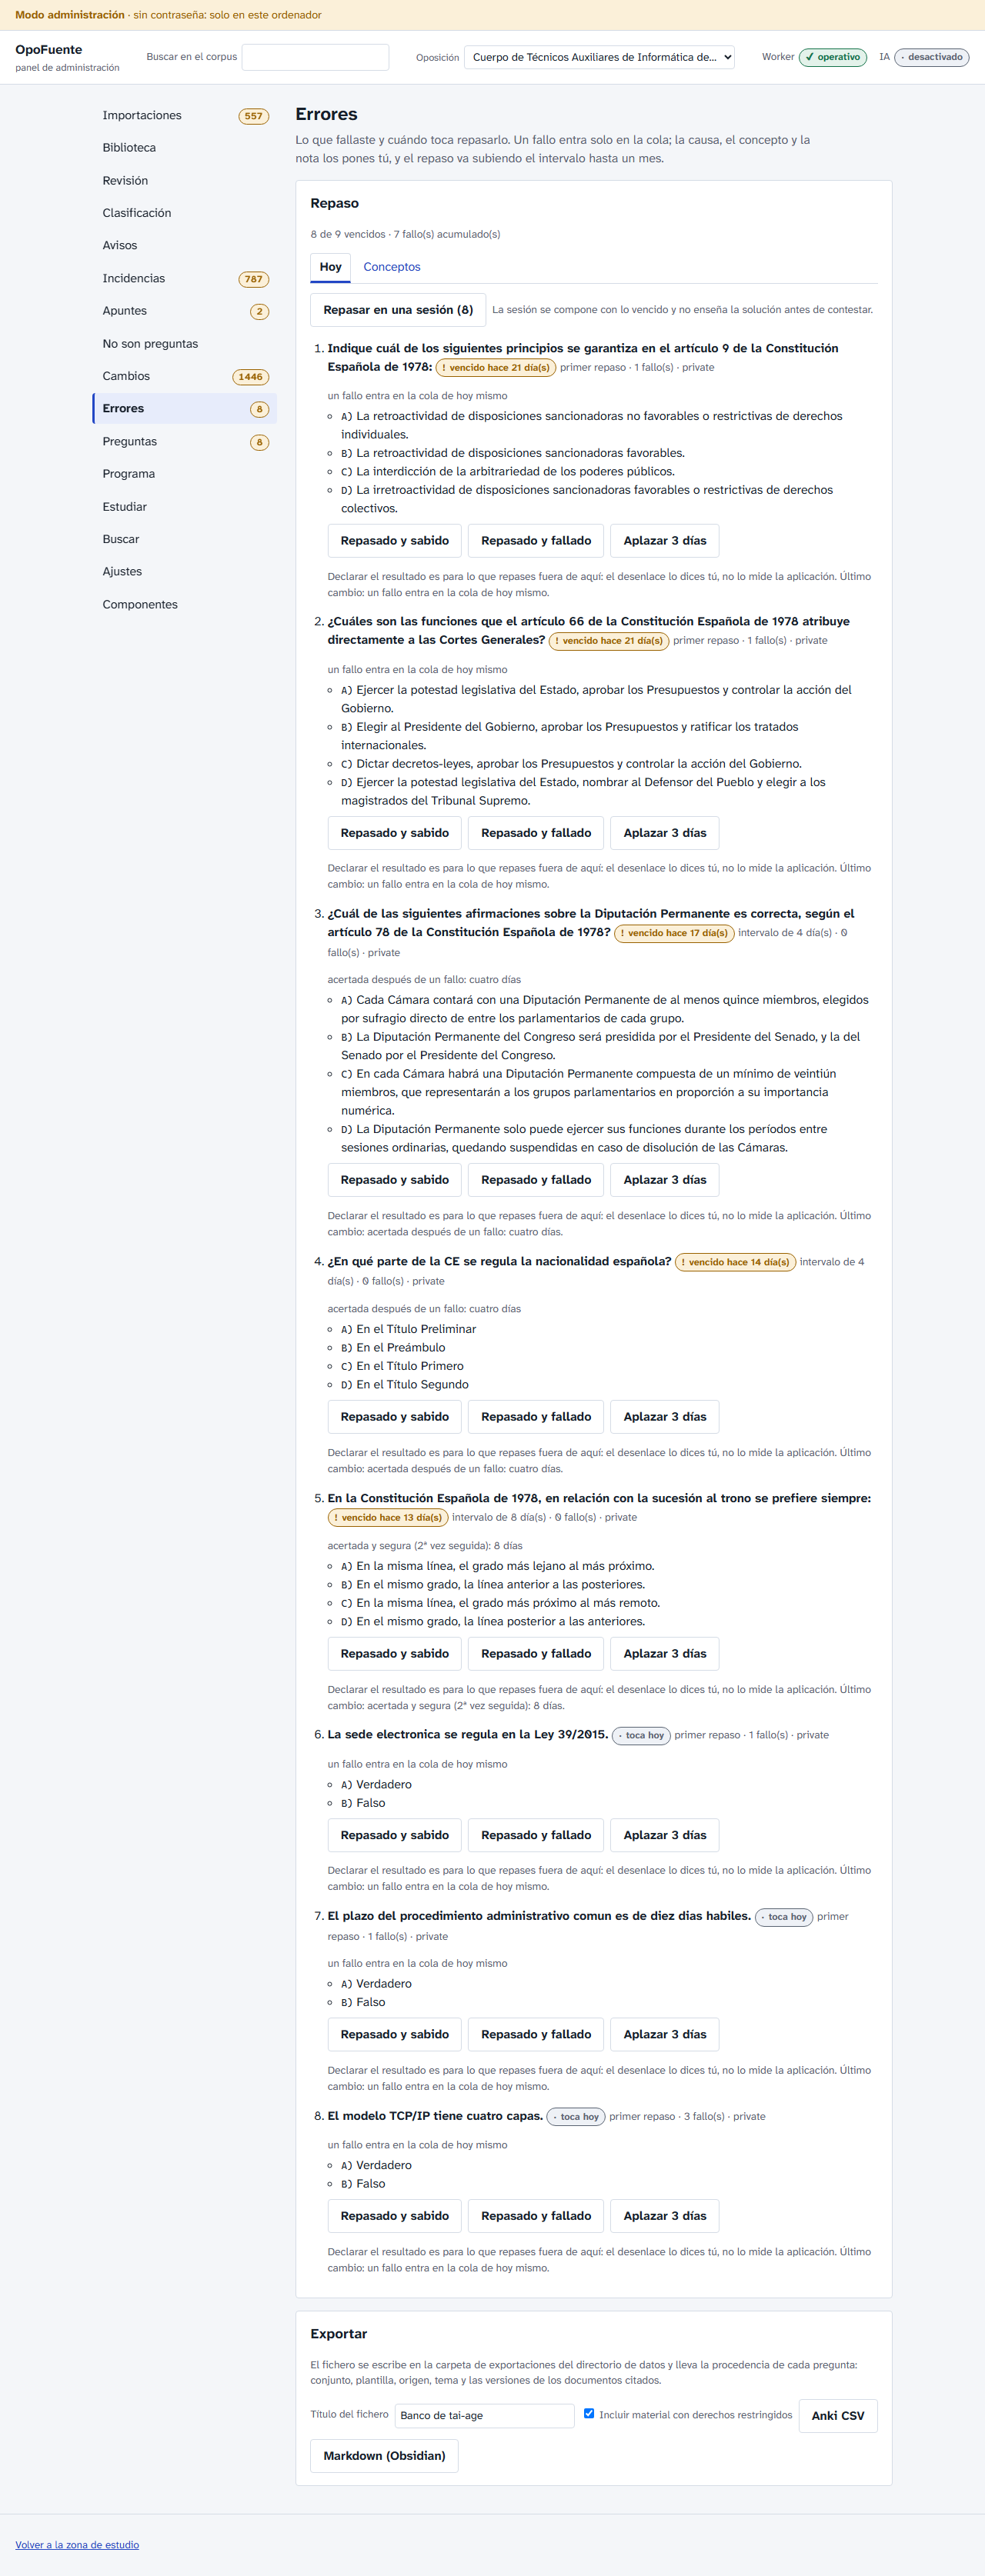 Modo administración · sin contraseña: solo en este ordenador
OpoFuente
panel de administración
Buscar en el corpus
Oposición
Cuerpo de Técnicos Auxiliares de Informática de...
Worker ✓ operativo
IA · desactivado
Importaciones 557
Biblioteca
Revisión
Clasificación
Avisos
Incidencias 787
Apuntes 2
No son preguntas
Cambios 1446
Errores 8
Preguntas 8
Programa
Estudiar
Buscar
Ajustes
Componentes
Errores
Lo que fallaste y cuándo toca repasarlo. Un fallo entra solo en la cola; la causa, el concepto y la
nota los pones tú, y el repaso va subiendo el intervalo hasta un mes.
Repaso
8 de 9 vencidos · 7 fallo(s) acumulado(s)
Hoy Conceptos
Repasar en una sesión (8) La sesión se compone con lo vencido y no enseña la solución antes de contestar.
1. Indique cuál de los siguientes principios se garantiza en el artículo 9 de la Constitución
Española de 1978: ! vencido hace 21 día(s) primer repaso · 1 fallo(s) · private
un fallo entra en la cola de hoy mismo
A) La retroactividad de disposiciones sancionadoras no favorables o restrictivas de derechos
individuales.
B) La retroactividad de disposiciones sancionadoras favorables.
C) La interdicción de la arbitrariedad de los poderes públicos.
D) La irretroactividad de disposiciones sancionadoras favorables o restrictivas de derechos
colectivos.
Repasado y sabido Repasado y fallado Aplazar 3 días
Declarar el resultado es para lo que repases fuera de aquí: el desenlace lo dices tú, no lo mide la aplicación. Último
cambio: un fallo entra en la cola de hoy mismo.
2. ¿Cuáles son las funciones que el artículo 66 de la Constitución Española de 1978 atribuye
directamente a las Cortes Generales? ! vencido hace 21 día(s) primer repaso · 1 fallo(s) · private
un fallo entra en la cola de hoy mismo
A) Ejercer la potestad legislativa del Estado, aprobar los Presupuestos y controlar la acción del
Gobierno.
B) Elegir al Presidente del Gobierno, aprobar los Presupuestos y ratificar los tratados
internacionales.
C) Dictar decretos-leyes, aprobar los Presupuestos y controlar la acción del Gobierno.
D) Ejercer la potestad legislativa del Estado, nombrar al Defensor del Pueblo y elegir a los
magistrados del Tribunal Supremo.
Repasado y sabido Repasado y fallado Aplazar 3 días
Declarar el resultado es para lo que repases fuera de aquí: el desenlace lo dices tú, no lo mide la aplicación. Último
cambio: un fallo entra en la cola de hoy mismo.
3. ¿Cuál de las siguientes afirmaciones sobre la Diputación Permanente es correcta, según el
artículo 78 de la Constitución Española de 1978? ! vencido hace 17 día(s) intervalo de 4 día(s) · 0
fallo(s) · private
acertada después de un fallo: cuatro días
A) Cada Cámara contará con una Diputación Permanente de al menos quince miembros, elegidos
por sufragio directo de entre los parlamentarios de cada grupo.
B) La Diputación Permanente del Congreso será presidida por el Presidente del Senado, y la del
Senado por el Presidente del Congreso.
C) En cada Cámara habrá una Diputación Permanente compuesta de un mínimo de veintiún
miembros, que representarán a los grupos parlamentarios en proporción a su importancia
numérica.
D) La Diputación Permanente solo puede ejercer sus funciones durante los períodos entre
sesiones ordinarias, quedando suspendidas en caso de disolución de las Cámaras.
Repasado y sabido Repasado y fallado Aplazar 3 días
Declarar el resultado es para lo que repases fuera de aquí: el desenlace lo dices tú, no lo mide la aplicación. Último
cambio: acertada después de un fallo: cuatro días.
4. ¿En qué parte de la CE se regula la nacionalidad española? ! vencido hace 14 día(s) intervalo de 4
día(s) · 0 fallo(s) · private
acertada después de un fallo: cuatro días
A) En el Título Preliminar
B) En el Preámbulo
C) En el Título Primero
D) En el Título Segundo
Repasado y sabido Repasado y fallado Aplazar 3 días
Declarar el resultado es para lo que repases fuera de aquí: el desenlace lo dices tú, no lo mide la aplicación. Último
cambio: acertada después de un fallo: cuatro días.
5. En la Constitución Española de 1978, en relación con la sucesión al trono se prefiere siempre:
! vencido hace 13 día(s) intervalo de 8 día(s) · 0 fallo(s) · private
acertada y segura (2ª vez seguida): 8 días
A) En la misma línea, el grado más lejano al más próximo.
B) En el mismo grado, la línea anterior a las posteriores.
C) En la misma línea, el grado más próximo al más remoto.
D) En el mismo grado, la línea posterior a las anteriores.
Repasado y sabido Repasado y fallado Aplazar 3 días
Declarar el resultado es para lo que repases fuera de aquí: el desenlace lo dices tú, no lo mide la aplicación. Último
cambio: acertada y segura (2ª vez seguida): 8 días.
6. La sede electronica se regula en la Ley 39/2015. · toca hoy primer repaso · 1 fallo(s) · private
un fallo entra en la cola de hoy mismo
A) Verdadero
B) Falso
Repasado y sabido Repasado y fallado Aplazar 3 días
Declarar el resultado es para lo que repases fuera de aquí: el desenlace lo dices tú, no lo mide la aplicación. Último
cambio: un fallo entra en la cola de hoy mismo.
7. El plazo del procedimiento administrativo comun es de diez dias habiles. · toca hoy primer
repaso · 1 fallo(s) · private
un fallo entra en la cola de hoy mismo
A) Verdadero
B) Falso
Repasado y sabido Repasado y fallado Aplazar 3 días
Declarar el resultado es para lo que repases fuera de aquí: el desenlace lo dices tú, no lo mide la aplicación. Último
cambio: un fallo entra en la cola de hoy mismo.
8. El modelo TCP/IP tiene cuatro capas. · toca hoy primer repaso · 3 fallo(s) · private
un fallo entra en la cola de hoy mismo
A) Verdadero
B) Falso
Repasado y sabido Repasado y fallado Aplazar 3 días
Declarar el resultado es para lo que repases fuera de aquí: el desenlace lo dices tú, no lo mide la aplicación. Último
cambio: un fallo entra en la cola de hoy mismo.
Exportar
El fichero se escribe en la carpeta de exportaciones del directorio de datos y lleva la procedencia de cada pregunta:
conjunto, plantilla, origen, tema y las versiones de los documentos citados.
Título del fichero Banco de tai-age Incluir material con derechos restringidos Anki CSV
Markdown (Obsidian)
Volver a la zona de estudio